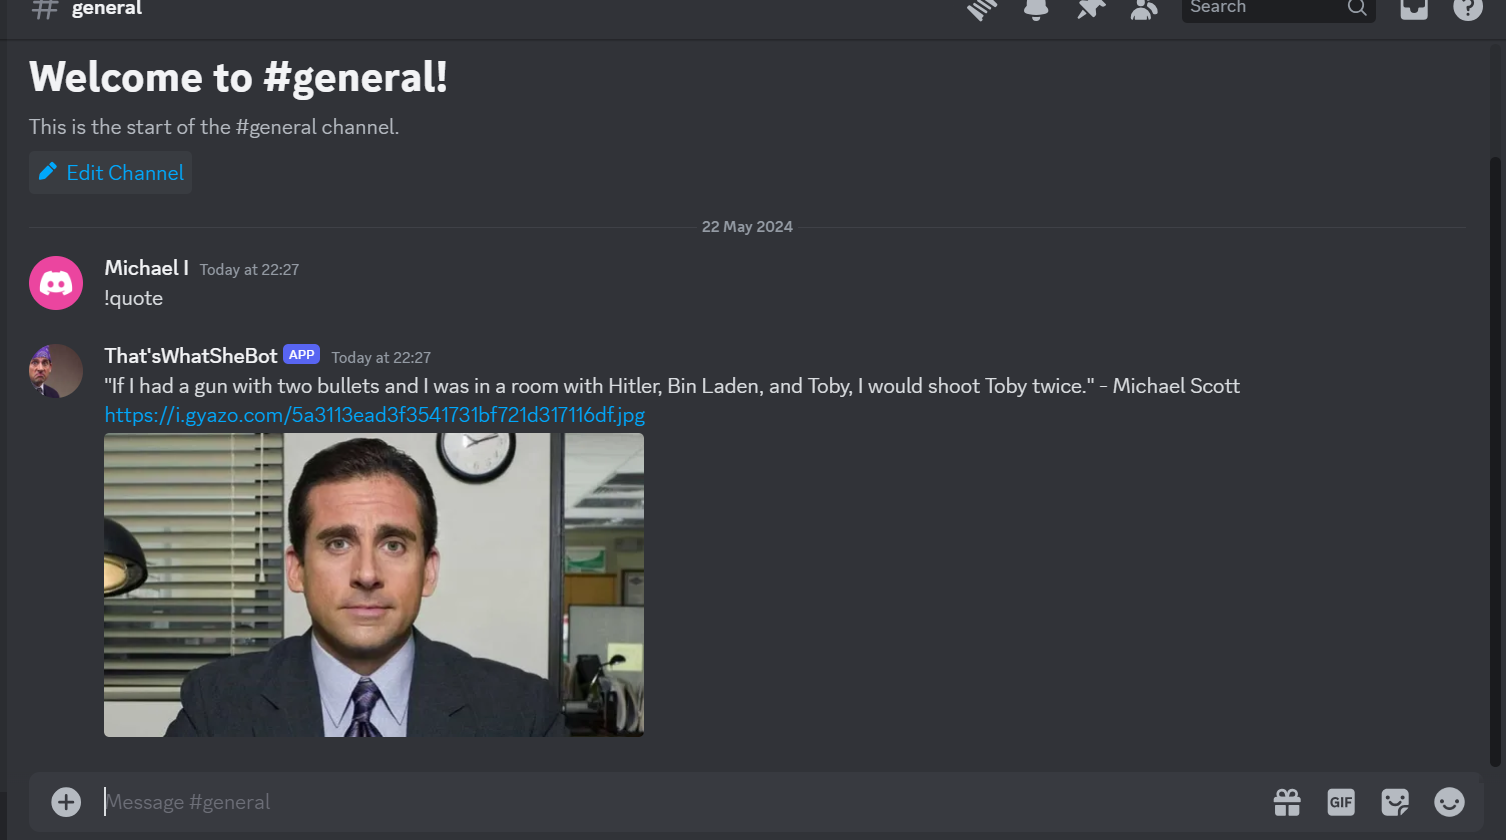 general
Search
Welcome to #general!
This is the start of the #general channel.
Edit Channel
22 May 2024
Michael I Today at 22:27
!quote
That'sWhatSheBot APP Today at 22:27
"If I had a gun with two bullets and I was in a room with Hitler, Bin Laden, and Toby, I would shoot Toby twice." - Michael Scott
https://i.gyazo.com/5a3113ead3f3541731bf721d317116df.jpg
Message #general
GIF